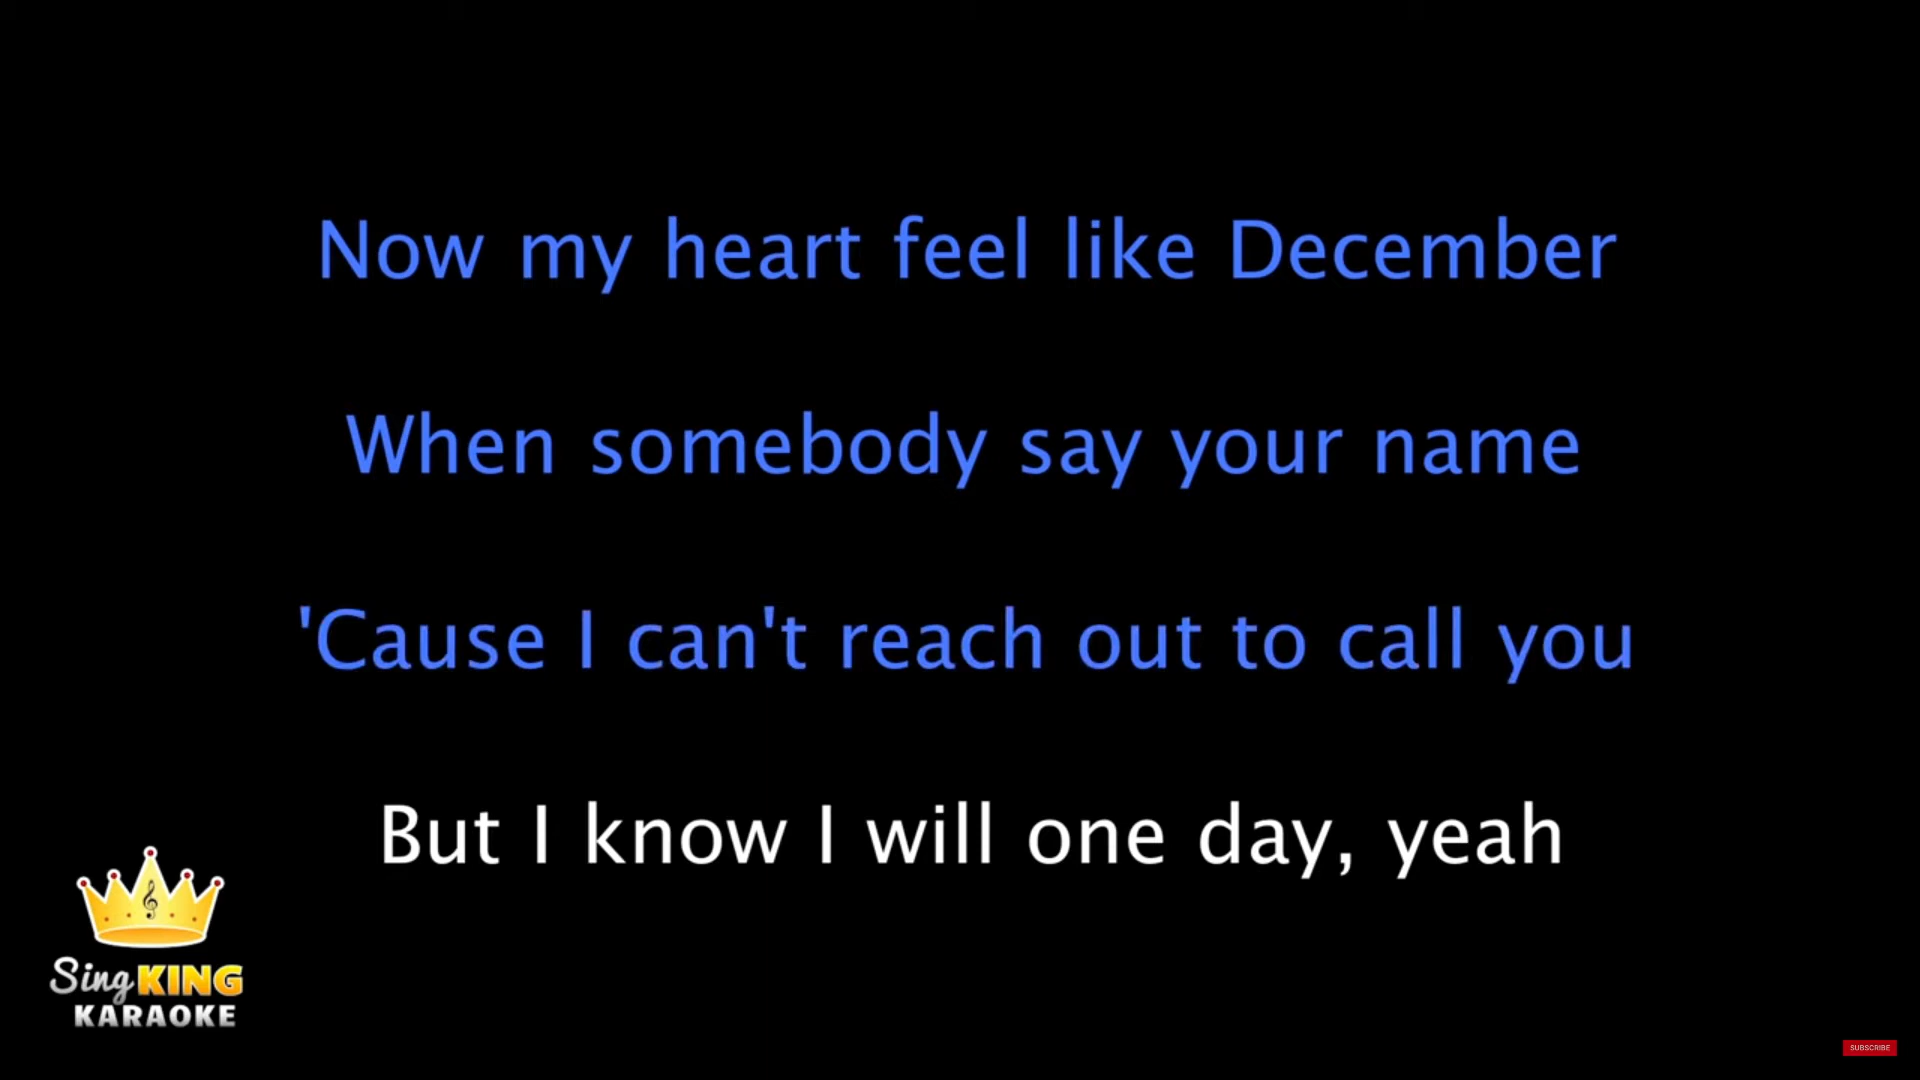 Now my heart feel like December
When somebody say your name
'Cause I can't reach out to call you
But I know I will one day, yeah
Sing KING
KARAOKE
SUBSCRIBE